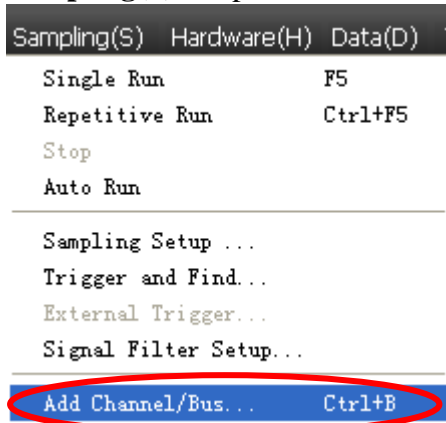 Sampling(S) Hardware(H) Data(D)
Single Run F5
Repetitive Run Ctrl+F5
Stop
Auto Run
Sampling Setup ...
Trigger and Find...
External Trigger...
Signal Filter Setup...
Add Channel/Bus... Ctrl+B